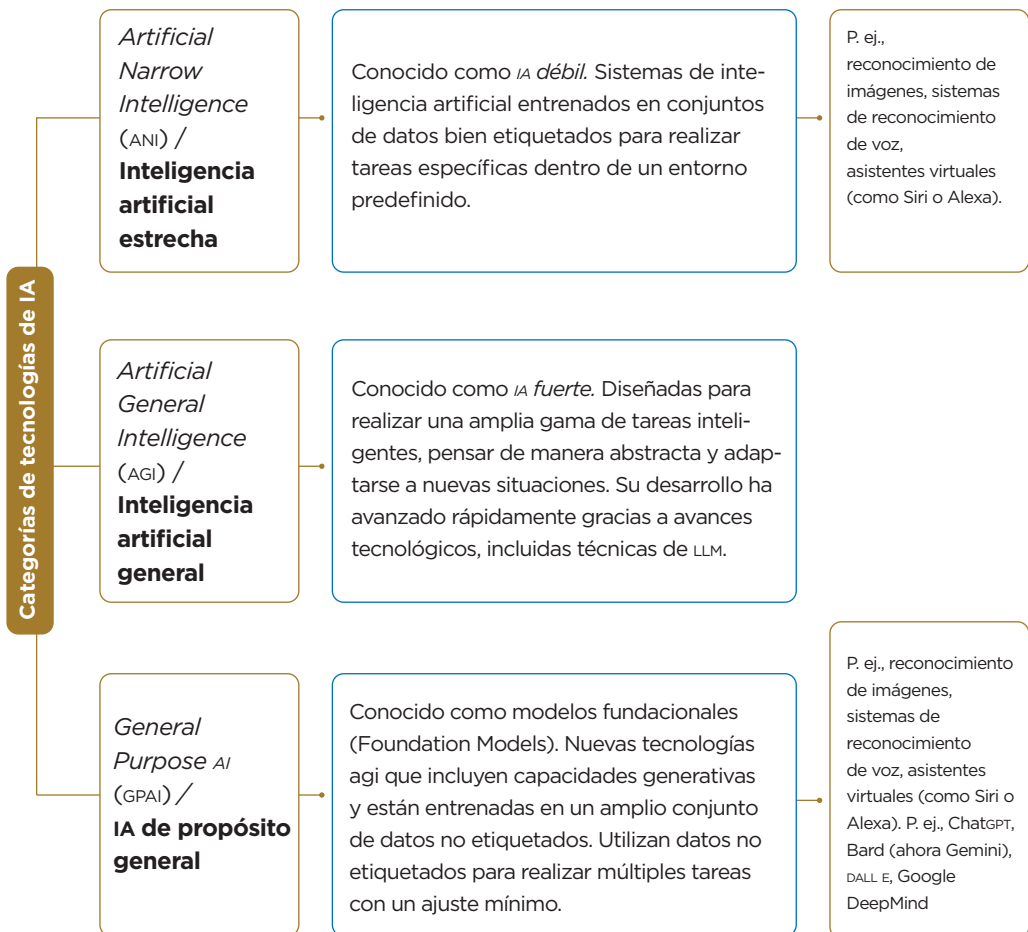 Categorías de tecnologías de IA
Artificial
Narrow
Intelligence
(ANI) /
Inteligencia
artificial
estrecha
Conocido como IA débil. Sistemas de inte-
ligencia artificial entrenados en conjuntos
de datos bien etiquetados para realizar
tareas específicas dentro de un entorno
predefinido.
P. ej.,
reconocimiento de
imágenes, sistemas
de reconocimiento
de voz,
asistentes virtuales
(como Siri o Alexa).
Artificial
General
Intelligence
(AGI) /
Inteligencia
artificial
general
Conocido como IA fuerte. Diseñadas para
realizar una amplia gama de tareas inteli-
gentes, pensar de manera abstracta y adap-
tarse a nuevas situaciones. Su desarrollo ha
avanzado rápidamente gracias a avances
tecnológicos, incluidas técnicas de LLM.
General
Purpose AI
(GPAI) /
IA de propósito
general
Conocido como modelos fundacionales
(Foundation Models). Nuevas tecnologías
agi que incluyen capacidades generativas
y están entrenadas en un amplio conjunto
de datos no etiquetados. Utilizan datos no
etiquetados para realizar múltiples tareas
con un ajuste mínimo.
P. ej., reconocimiento
de imágenes,
sistemas de
reconocimiento
de voz, asistentes
virtuales (como Siri o
Alexa). P. ej., ChatGPT,
Bard (ahora Gemini),
DALL E, Google
DeepMind